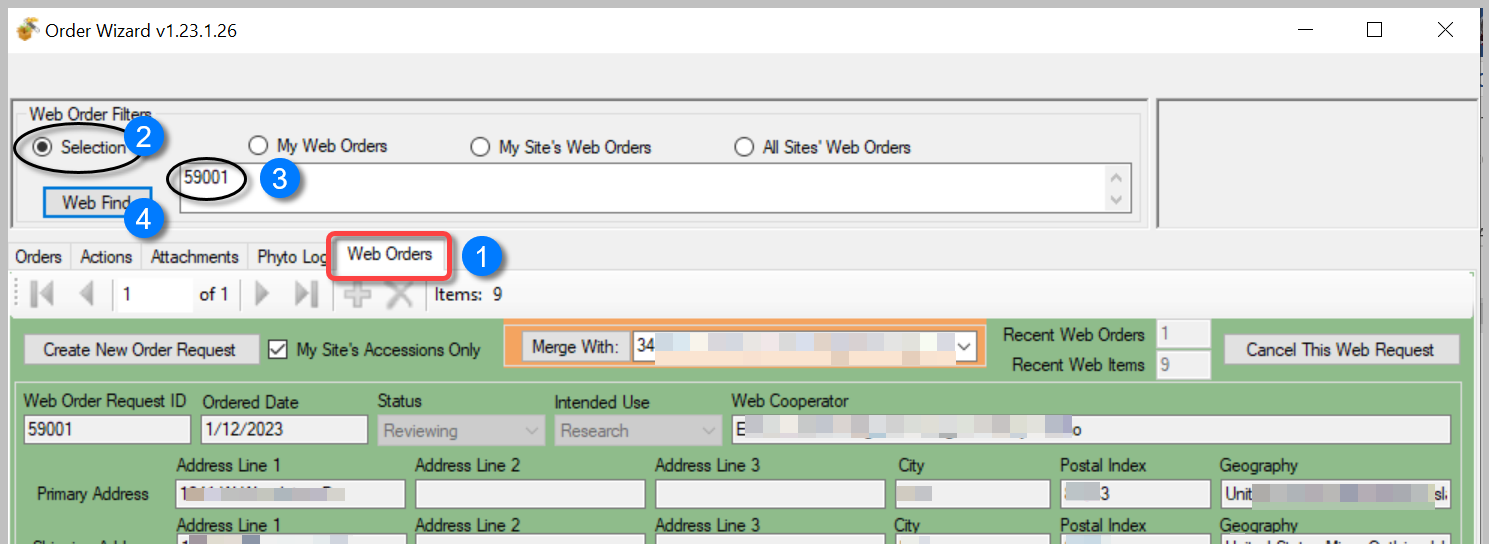 Order Wizard v1.23.1.26
Web Order Filters
Selection 2 My Web Orders My Site's Web Orders All Sites' Web Orders
59001 3
Web Find 4
Orders Actions Attachments Phyto Log Web Orders 1
1 of 1 Items: 9
Create New Order Request My Site's Accessions Only Merge With: 34 Recent Web Orders 1 Cancel This Web Request
Recent Web Items 9
Web Order Request ID Ordered Date Status Intended Use Web Cooperator
59001 1/12/2023 Reviewing Research E o
Address Line 1 Address Line 2 Address Line 3 City Postal Index Geography
Primary Address 3 Unit
Address Line 1 Address Line 2 Address Line 3 City Postal Index Geography